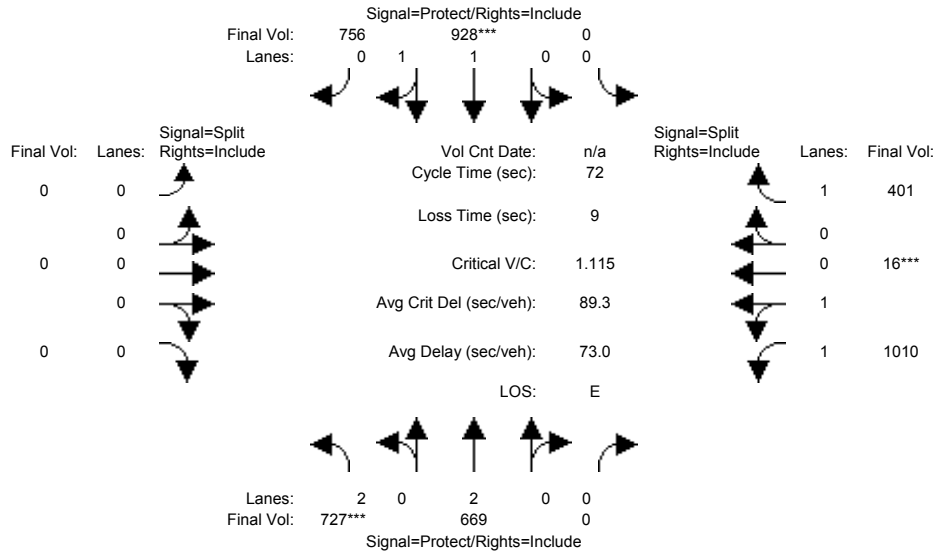 Signal=Protect/Rights=Include
Final Vol: 756 928*** 0
Lanes: 0 1 1 0 0
Signal=Split Signal=Split
Final Vol: Lanes: Rights=Include Vol Cnt Date: n/a Rights=Include Lanes: Final Vol:
Cycle Time (sec): 72
0 0 1 401
Loss Time (sec): 9
0 0
0 0 Critical V/C: 1.115 0 16***
0 Avg Crit Del (sec/veh): 89.3 1
0 0 Avg Delay (sec/veh): 73.0 1 1010
LOS: E
Lanes: 2 0 2 0 0
Final Vol: 727*** 669 0
Signal=Protect/Rights=Include